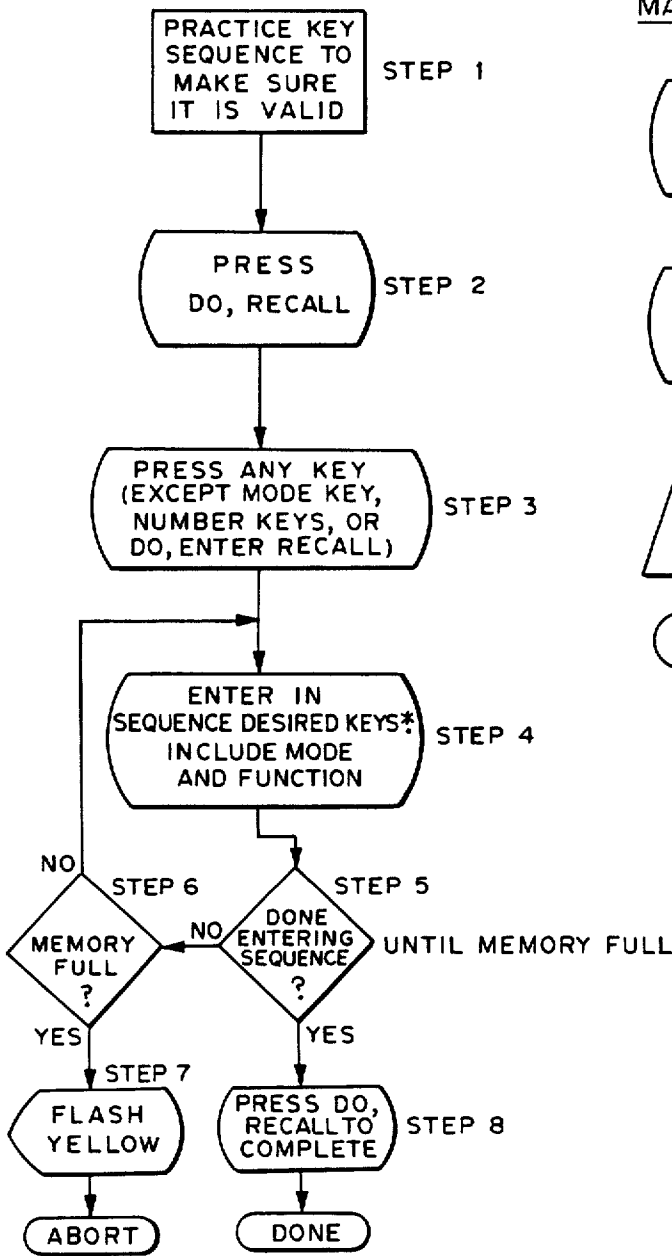 MA
PRACTICE KEY
SEQUENCE TO
MAKE SURE
IT IS VALID
STEP 1
PRESS
DO, RECALL
STEP 2
PRESS ANY KEY
(EXCEPT MODE KEY,
NUMBER KEYS, OR
DO, ENTER RECALL)
STEP 3
ENTER IN
SEQUENCE DESIRED KEYS*.
INCLUDE MODE
AND FUNCTION
STEP 4
NO
STEP 6
STEP 5
MEMORY
FULL
?
NO
DONE
ENTERING
SEQUENCE
?
UNTIL MEMORY FULL
YES
YES
STEP 7
FLASH
YELLOW
PRESS DO,
RECALL TO
COMPLETE
STEP 8
ABORT
DONE